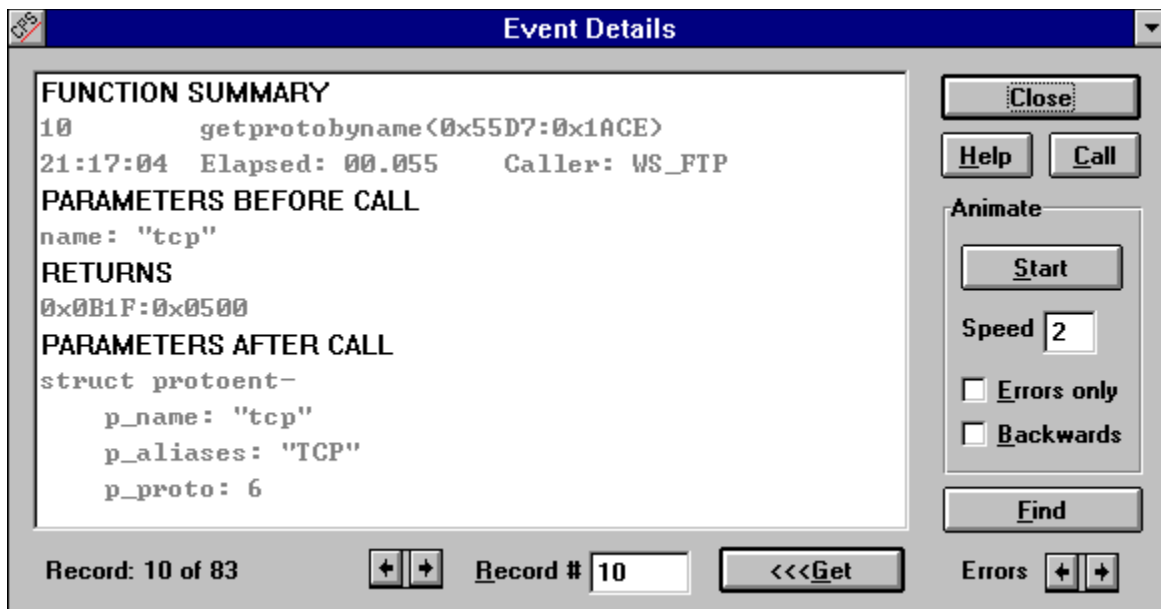 CPS
Event Details
FUNCTION SUMMARY
10 getprotobyname(0x55D7:0x1ACE)
21:17:04 Elapsed: 00.055 Caller: WS_FTP
PARAMETERS BEFORE CALL
name: "tcp"
RETURNS
0x0B1F:0x0500
PARAMETERS AFTER CALL
struct protoent-
p_name: "tcp"
p_aliases: "TCP"
p_proto: 6
Close
Help Call
Animate
Start
Speed 2
Errors only
Backwards
Find
Record: 10 of 83 Record # 10 <<<Get Errors